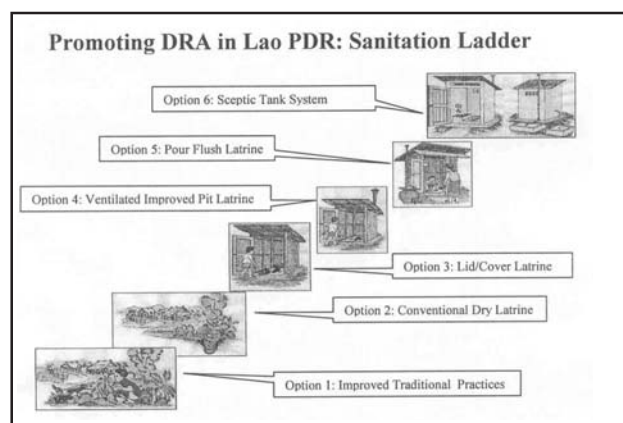 Promoting DRA in Lao PDR: Sanitation Ladder
Option 6: Sceptic Tank System
Option 5: Pour Flush Latrine
Option 4: Ventilated Improved Pit Latrine
Option 3: Lid/Cover Latrine
Option 2: Conventional Dry Latrine
Option 1: Improved Traditional Practices